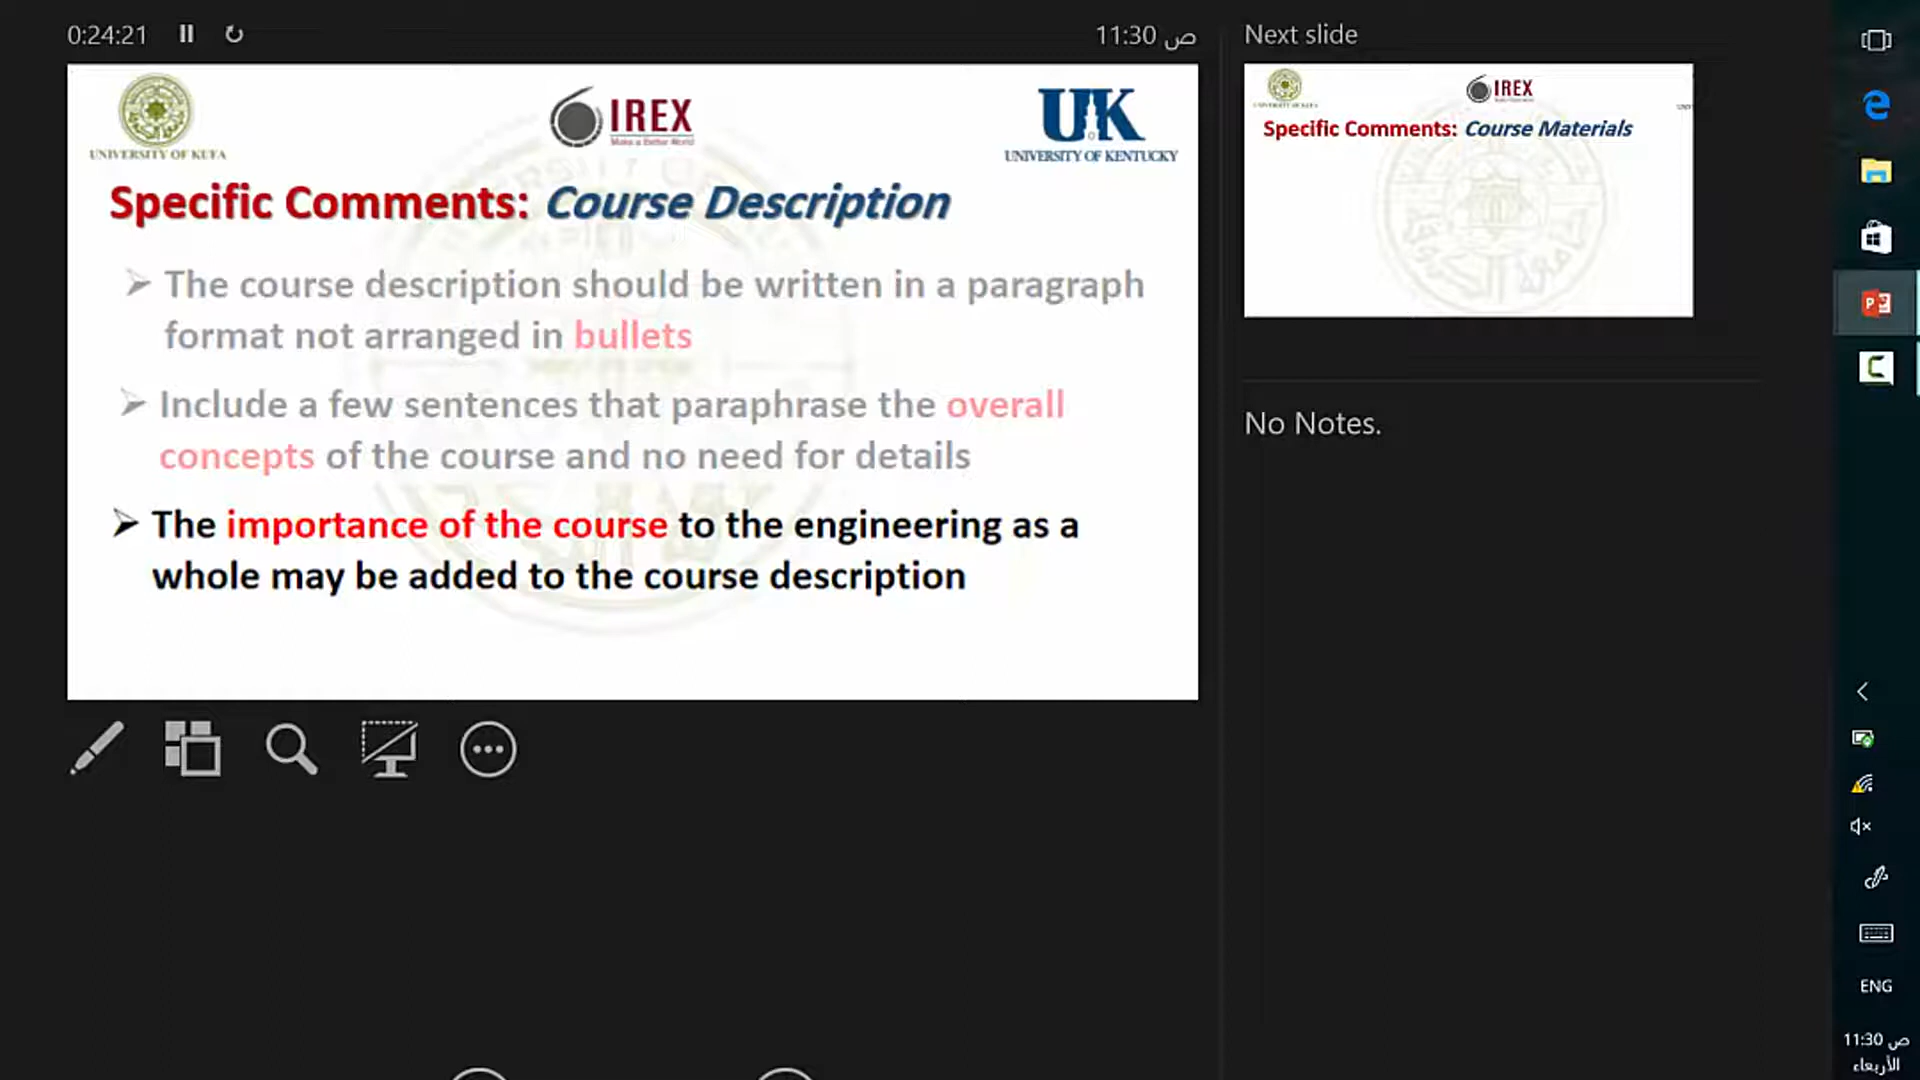 0:24:21
11:30 ص
Next slide
UNIVERSITY OF KUFA
IREX
Make a Better World
UK
UNIVERSITY OF KENTUCKY
Specific Comments: Course Description
The course description should be written in a paragraph
format not arranged in bullets
Include a few sentences that paraphrase the overall
concepts of the course and no need for details
The importance of the course to the engineering as a
whole may be added to the course description
IREX
Specific Comments: Course Materials
No Notes.
ENG
11:30 ص
الأربعاء